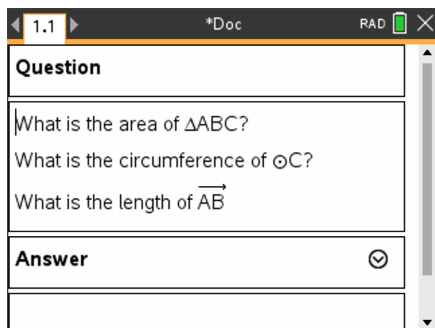 1.1 *Doc RAD
Question
What is the area of △ABC?
What is the circumference of ⊙C?
What is the length of A͞B⃗
Answer